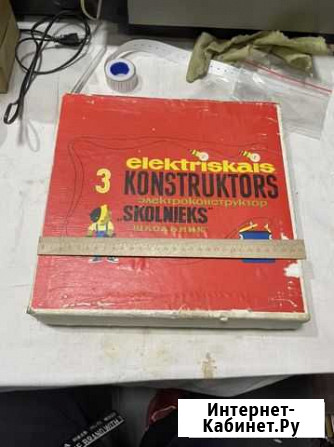 elektriskais
3 KONSTRUKTORS
электроконструктор
„SKOLNIEKS"
ШКОЛЬНИК
Интернет-
Кабинет.Ру